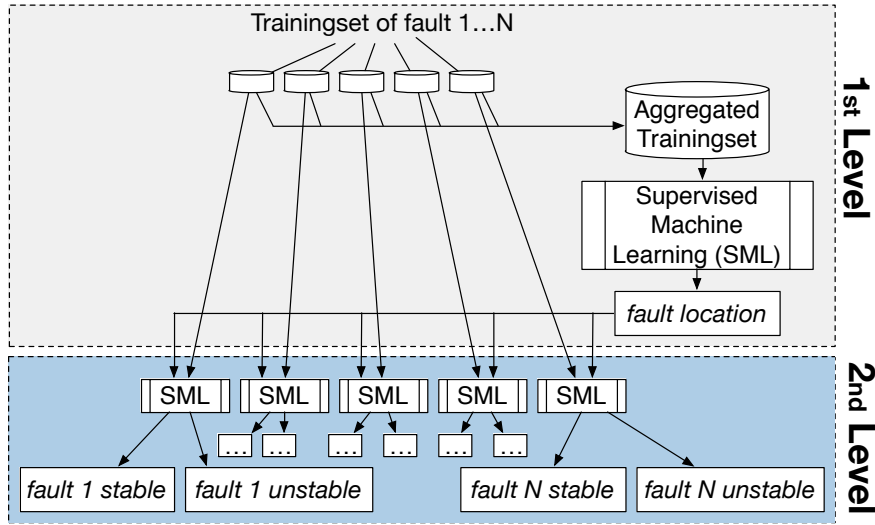 Trainingset of fault 1...N
Aggregated
Trainingset
Supervised
Machine
Learning (SML)
fault location
1st Level
SML
SML
SML
SML
SML
...
...
...
...
...
...
fault 1 stable
fault 1 unstable
fault N stable
fault N unstable
2nd Level